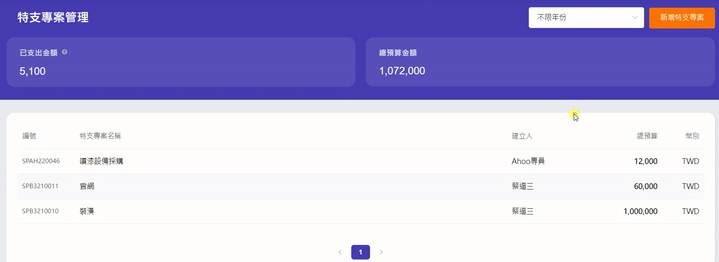 特支專案管理
不限年份
新增特支專案
已支出金額
總預算金額
5,100
1,072,000
編號 特支專案名稱 建立人 總預算 幣別
SPAH220046 噴漆設備採購 Ahoo專員 12,000 TWD
SPB3210011 官網 蔡逼三 60,000 TWD
SPB3210010 裝潢 蔡逼三 1,000,000 TWD
1